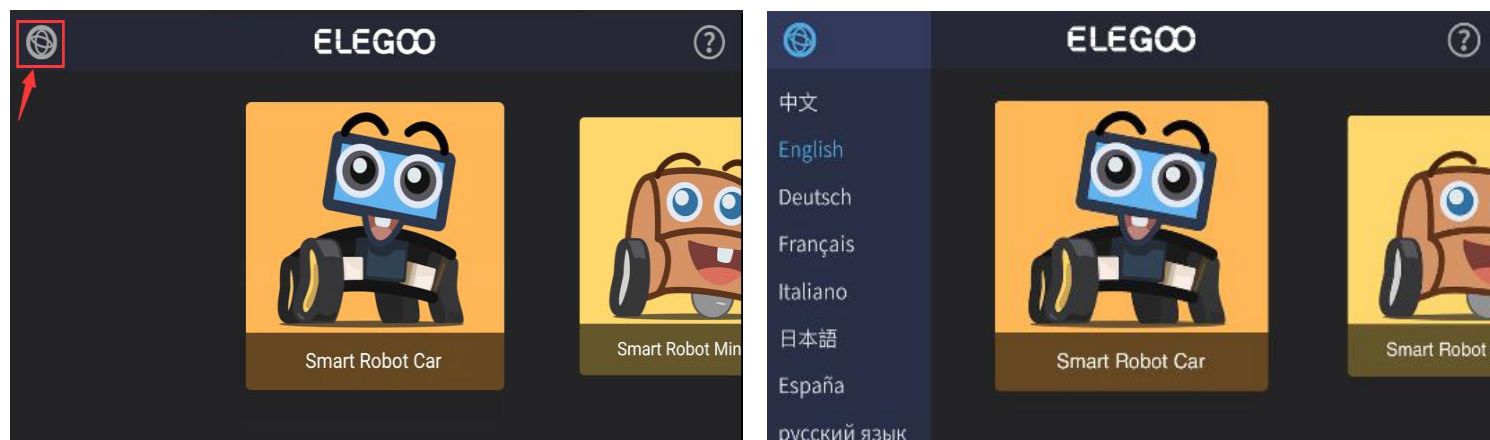 ELEGOO
?
Smart Robot Car
Smart Robot Min
ELEGOO
?
中文
English
Deutsch
Français
Italiano
日本語
España
русский язык
Smart Robot Car
Smart Robot